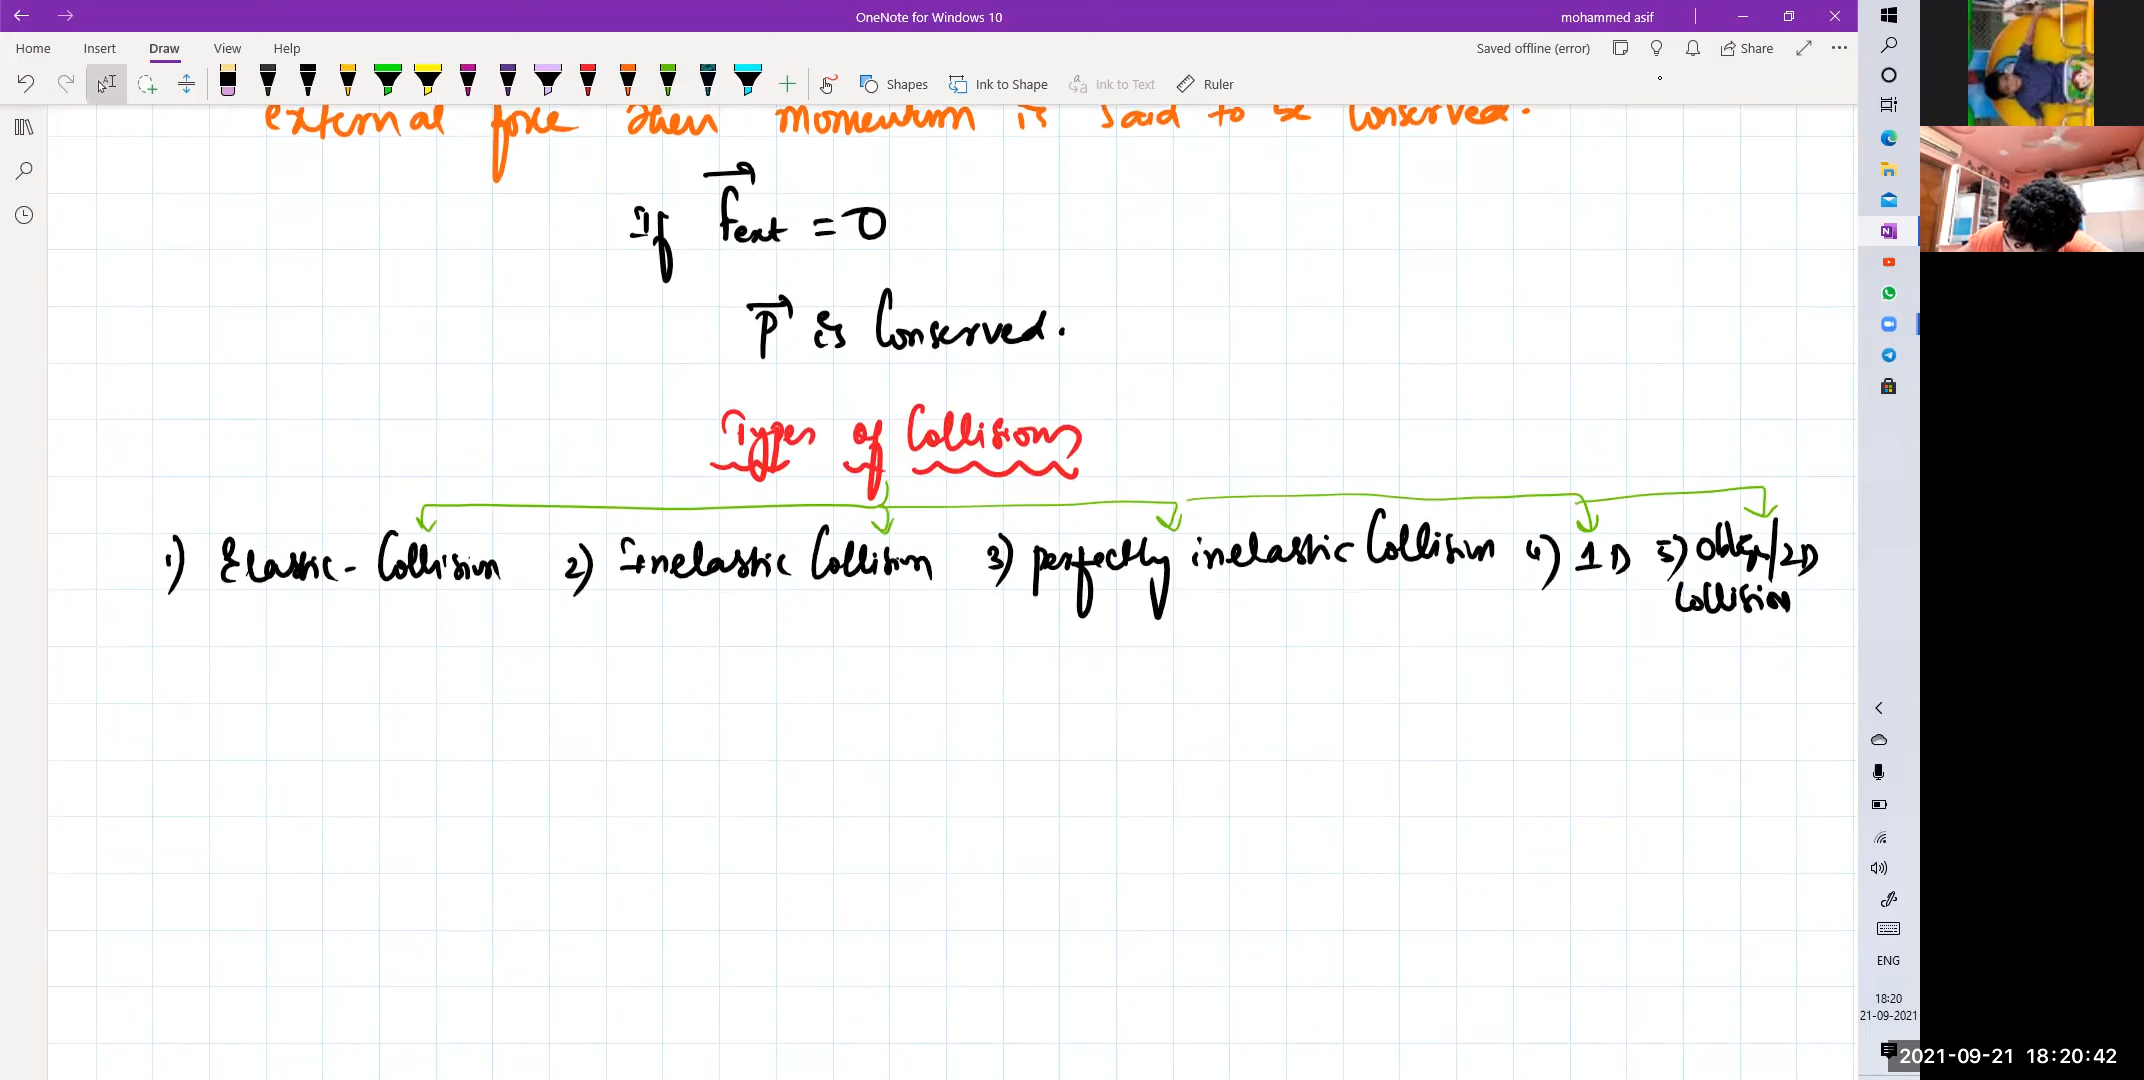 OneNote for Windows 10
mohammed asif
Home Insert Draw View Help
Saved offline (error) Share
Shapes Ink to Shape Ink to Text Ruler
external force then momentum is said to be conserved.
If Fext = 0
P is Conserved.
Types of Collisions
1) Elastic - Collision 2) Inelastic Collision 3) perfectly inelastic Collision 4) 1D 5) /2D
Collision
ENG
18:20
21-09-2021
2021-09-21 18:20:42